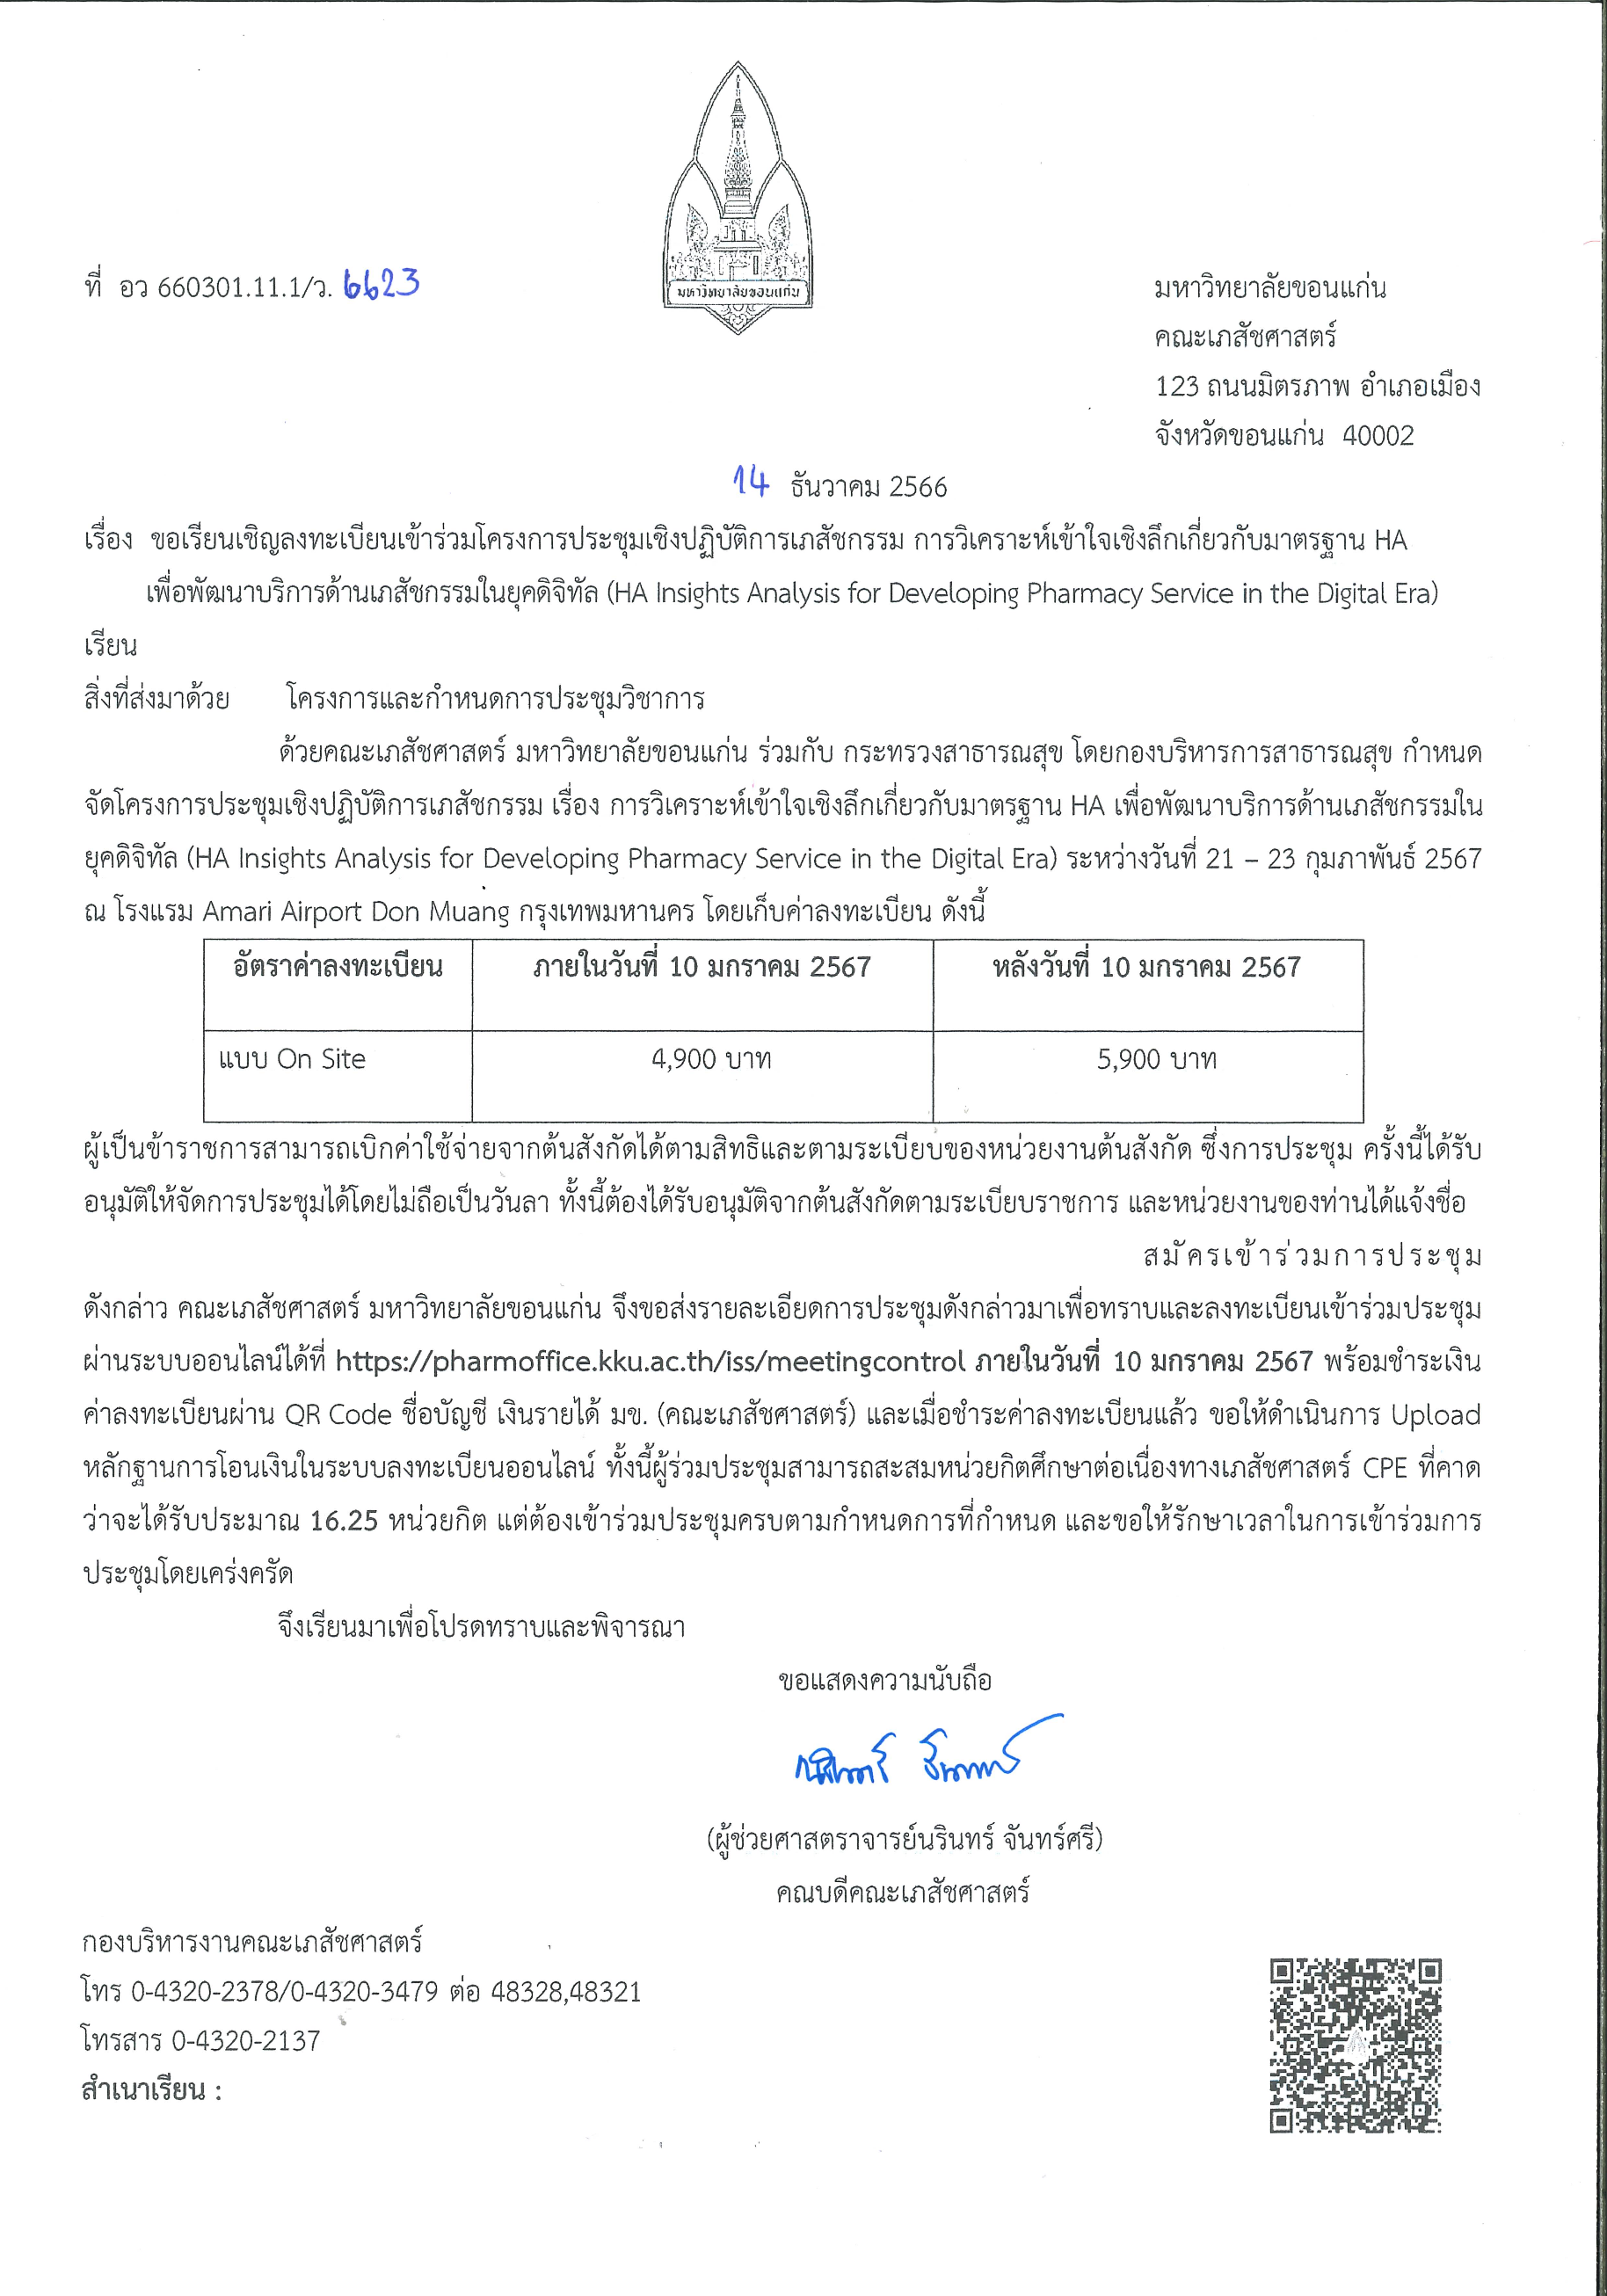 มหาวิทยาลัยขอนแก่น
ที่ อว 660301.11.1/ว. 6623
มหาวิทยาลัยขอนแก่น
คณะเภสัชศาสตร์
123 ถนนมิตรภาพ อำเภอเมือง
จังหวัดขอนแก่น 40002
14 ธันวาคม 2566
เรื่อง ขอเรียนเชิญลงทะเบียนเข้าร่วมโครงการประชุมเชิงปฏิบัติการเภสัชกรรม การวิเคราะห์เข้าใจเชิงลึกเกี่ยวกับมาตรฐาน HA
เพื่อพัฒนาบริการด้านเภสัชกรรมในยุคดิจิทัล (HA Insights Analysis for Developing Pharmacy Service in the Digital Era)
เรียน
สิ่งที่ส่งมาด้วย โครงการและกำหนดการประชุมวิชาการ
ด้วยคณะเภสัชศาสตร์ มหาวิทยาลัยขอนแก่น ร่วมกับ กระทรวงสาธารณสุข โดยกองบริหารการสาธารณสุข กำหนด
จัดโครงการประชุมเชิงปฏิบัติการเภสัชกรรม เรื่อง การวิเคราะห์เข้าใจเชิงลึกเกี่ยวกับมาตรฐาน HA เพื่อพัฒนาบริการด้านเภสัชกรรมใน
ยุคดิจิทัล (HA Insights Analysis for Developing Pharmacy Service in the Digital Era) ระหว่างวันที่ 21 – 23 กุมภาพันธ์ 2567
ณ โรงแรม Amari Airport Don Muang กรุงเทพมหานคร โดยเก็บค่าลงทะเบียน ดังนี้
อัตราค่าลงทะเบียน ภายในวันที่ 10 มกราคม 2567 หลังวันที่ 10 มกราคม 2567
แบบ On Site 4,900 บาท 5,900 บาท
ผู้เป็นข้าราชการสามารถเบิกค่าใช้จ่ายจากต้นสังกัดได้ตามสิทธิและตามระเบียบของหน่วยงานต้นสังกัด ซึ่งการประชุม ครั้งนี้ได้รับ
อนุมัติให้จัดการประชุมได้โดยไม่ถือเป็นวันลา ทั้งนี้ต้องได้รับอนุมัติจากต้นสังกัดตามระเบียบราชการ และหน่วยงานของท่านได้แจ้งชื่อ
สมัครเข้าร่วมการประชุม
ดังกล่าว คณะเภสัชศาสตร์ มหาวิทยาลัยขอนแก่น จึงขอส่งรายละเอียดการประชุมดังกล่าวมาเพื่อทราบและลงทะเบียนเข้าร่วมประชุม
ผ่านระบบออนไลน์ได้ที่ https://pharmoffice.kku.ac.th/iss/meetingcontrol ภายในวันที่ 10 มกราคม 2567 พร้อมชำระเงิน
ค่าลงทะเบียนผ่าน QR Code ชื่อบัญชี เงินรายได้ มข. (คณะเภสัชศาสตร์) และเมื่อชำระค่าลงทะเบียนแล้ว ขอให้ดำเนินการ Upload
หลักฐานการโอนเงินในระบบลงทะเบียนออนไลน์ ทั้งนี้ผู้ร่วมประชุมสามารถสะสมหน่วยกิตศึกษาต่อเนื่องทางเภสัชศาสตร์ CPE ที่คาด
ว่าจะได้รับประมาณ 16.25 หน่วยกิต แต่ต้องเข้าร่วมประชุมครบตามกำหนดการที่กำหนด และขอให้รักษาเวลาในการเข้าร่วมการ
ประชุมโดยเคร่งครัด
จึงเรียนมาเพื่อโปรดทราบและพิจารณา
ขอแสดงความนับถือ
(ผู้ช่วยศาสตราจารย์นรินทร์ จันทร์ศรี)
คณบดีคณะเภสัชศาสตร์
กองบริหารงานคณะเภสัชศาสตร์
โทร 0-4320-2378/0-4320-3479 ต่อ 48328,48321
โทรสาร 0-4320-2137
สำเนาเรียน :